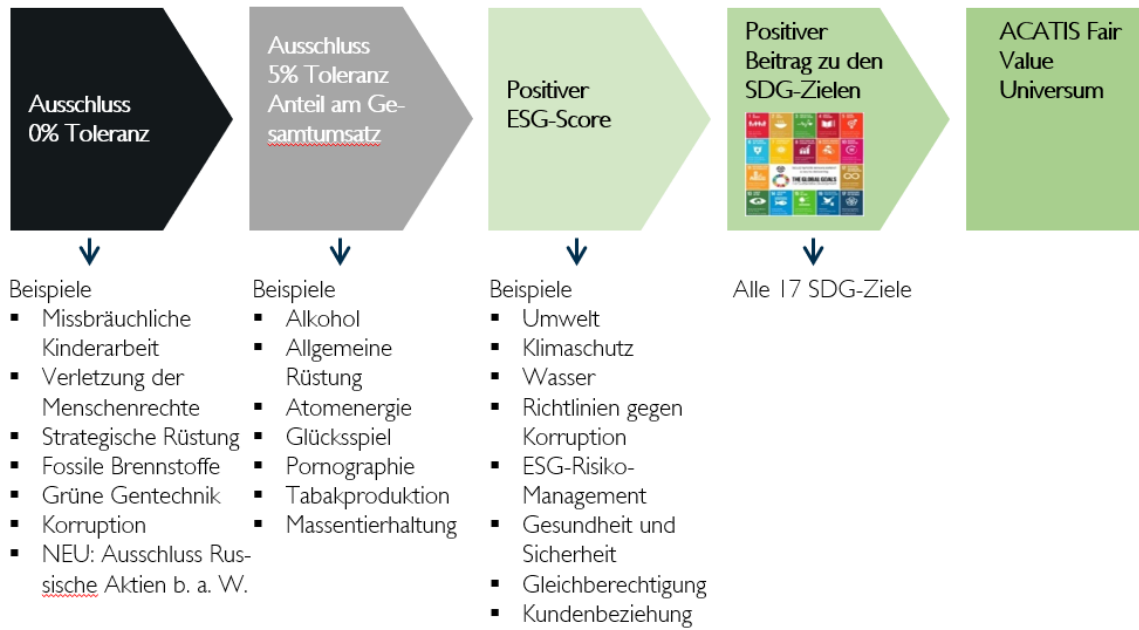 Ausschluss
0% Toleranz
Ausschluss
5% Toleranz
Anteil am Ge-
samtumsatz
Positiver
ESG-Score
Positiver
Beitrag zu den
SDG-Zielen
THE GLOBAL GOALS
ACATIS Fair
Value
Universum
Beispiele
▪ Missbräuchliche
Kinderarbeit
▪ Verletzung der
Menschenrechte
▪ Strategische Rüstung
▪ Fossile Brennstoffe
▪ Grüne Gentechnik
▪ Korruption
▪ NEU: Ausschluss Rus-
sische Aktien b. a. W.
Beispiele
▪ Alkohol
▪ Allgemeine
Rüstung
▪ Atomenergie
▪ Glücksspiel
▪ Pornographie
▪ Tabakproduktion
▪ Massentierhaltung
Beispiele
▪ Umwelt
▪ Klimaschutz
▪ Wasser
▪ Richtlinien gegen
Korruption
▪ ESG-Risiko-
Management
▪ Gesundheit und
Sicherheit
▪ Gleichberechtigung
▪ Kundenbeziehung
Alle 17 SDG-Ziele